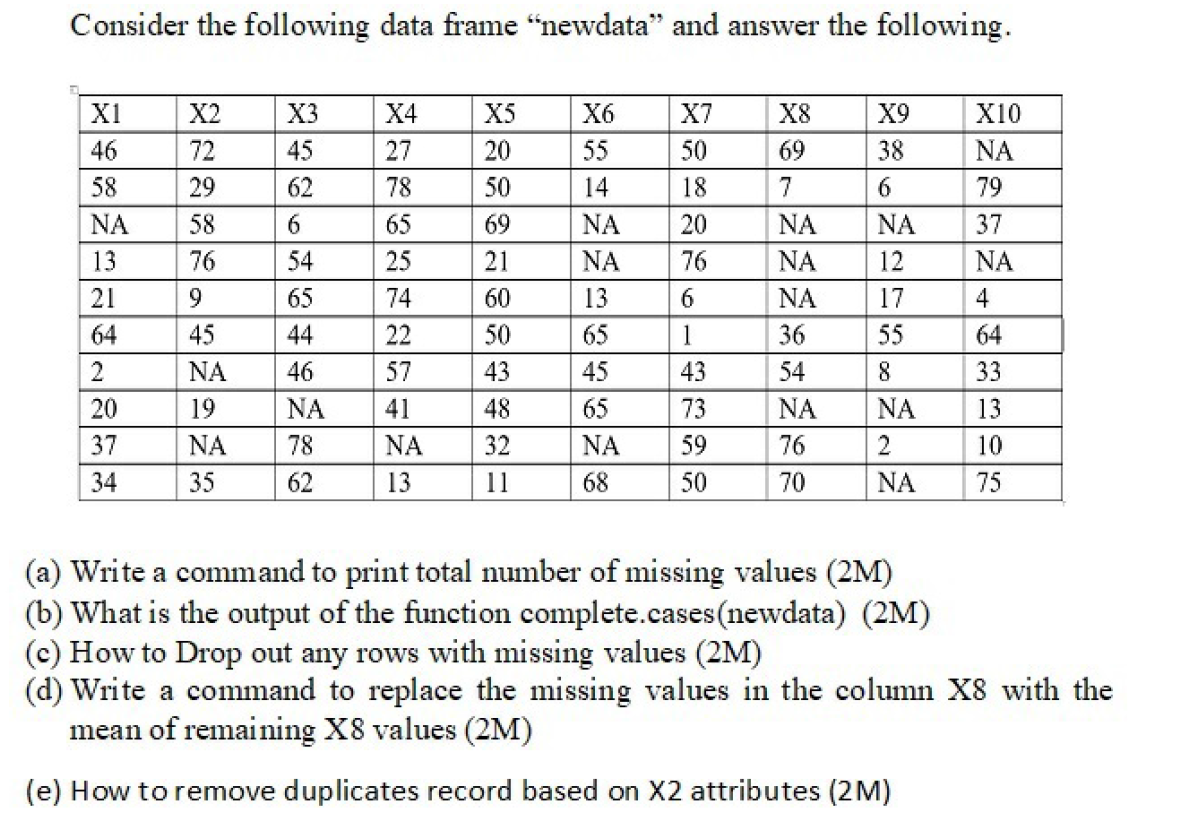 Consider the following data frame “newdata” and answer the following.
X1 X2 X3 X4 X5 X6 X7 X8 X9 X10
46 72 45 27 20 55 50 69 38 NA
58 29 62 78 50 14 18 7 6 79
NA 58 6 65 69 NA 20 NA NA 37
13 76 54 25 21 NA 76 NA 12 NA
21 9 65 74 60 13 6 NA 17 4
64 45 44 22 50 65 1 36 55 64
2 NA 46 57 43 45 43 54 8 33
20 19 NA 41 48 65 73 NA NA 13
37 NA 78 NA 32 NA 59 76 2 10
34 35 62 13 11 68 50 70 NA 75
(a) Write a command to print total number of missing values (2M)
(b) What is the output of the function complete.cases(newdata) (2M)
(c) How to Drop out any rows with missing values (2M)
(d) Write a command to replace the missing values in the column X8 with the
mean of remaining X8 values (2M)
(e) How to remove duplicates record based on X2 attributes (2M)